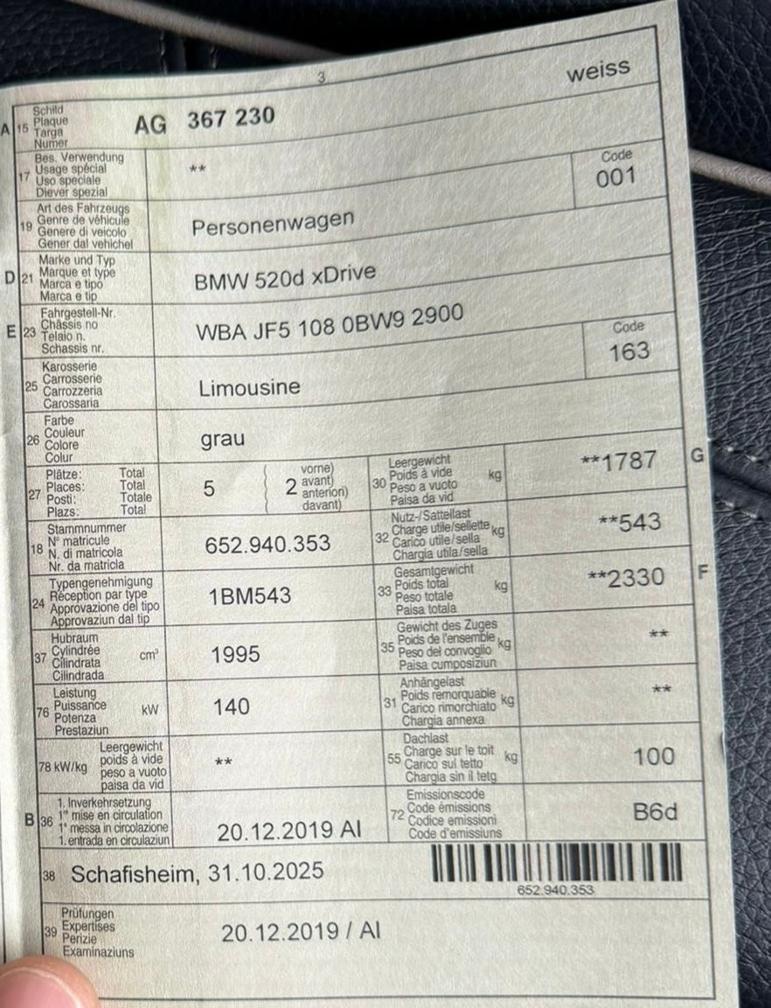 3
A 15 Schild
Plaque
Targa
Numer
AG 367 230
weiss
17 Bes. Verwendung
Usage spécial
Uso speciale
Diever spezial
**
Code
001
19 Art des Fahrzeugs
Genre de véhicule
Genere di veicolo
Gener dal vehichel
Personenwagen
D 21 Marke und Typ
Marque et type
Marca e tipo
Marca e tip
BMW 520d xDrive
E 23 Fahrgestell-Nr.
Châssis no
Telaio n.
Schassis nr.
WBA JF5 108 0BW9 2900
25 Karosserie
Carrosserie
Carrozzeria
Carossaria
Limousine
Code
163
26 Farbe
Couleur
Colore
Colur
grau
27 Plätze: Total
Places: Total
Posti: Totale
Plazs: Total
5
2
vorne)
avant)
anteriori)
davant)
30 Leergewicht
Poids à vide
Peso a vuoto
Paisa da vid
kg
**1787
G
18 Stammnummer
N° matricule
N. di matricola
Nr. da matricla
652.940.353
32 Nutz-/Sattellast
Charge utile/sellette
Carico utile/sella
Chargia utila/sella
kg
**543
24 Typengenehmigung
Réception par type
Approvazione del tipo
Approvaziun dal tip
1BM543
33 Gesamtgewicht
Poids total
Peso totale
Paisa totala
kg
**2330
F
37 Hubraum
Cylindrée
Cilindrata
Cilindrada
cm³
1995
35 Gewicht des Zuges
Poids de l'ensemble
Peso del convoglio
Paisa cumposiziun
kg
**
76 Leistung
Puissance
Potenza
Prestaziun
kW
140
31 Anhängelast
Poids remorquable
Carico rimorchiato
Chargia annexa
kg
**
78 kW/kg Leergewicht
poids à vide
peso a vuoto
paisa da vid
**
55 Dachlast
Charge sur le toit
Carico sul tetto
Chargia sin il tetg
kg
100
B 36 1. Inverkehrsetzung
1re mise en circulation
1a messa in circolazione
1. entrada en circulaziun
20.12.2019 AI
72 Emissionscode
Code émissions
Codice emissioni
Code d'emissiuns
B6d
38 Schafisheim, 31.10.2025
652.940.353
39 Prüfungen
Expertises
Perizie
Examinaziuns
20.12.2019 / AI